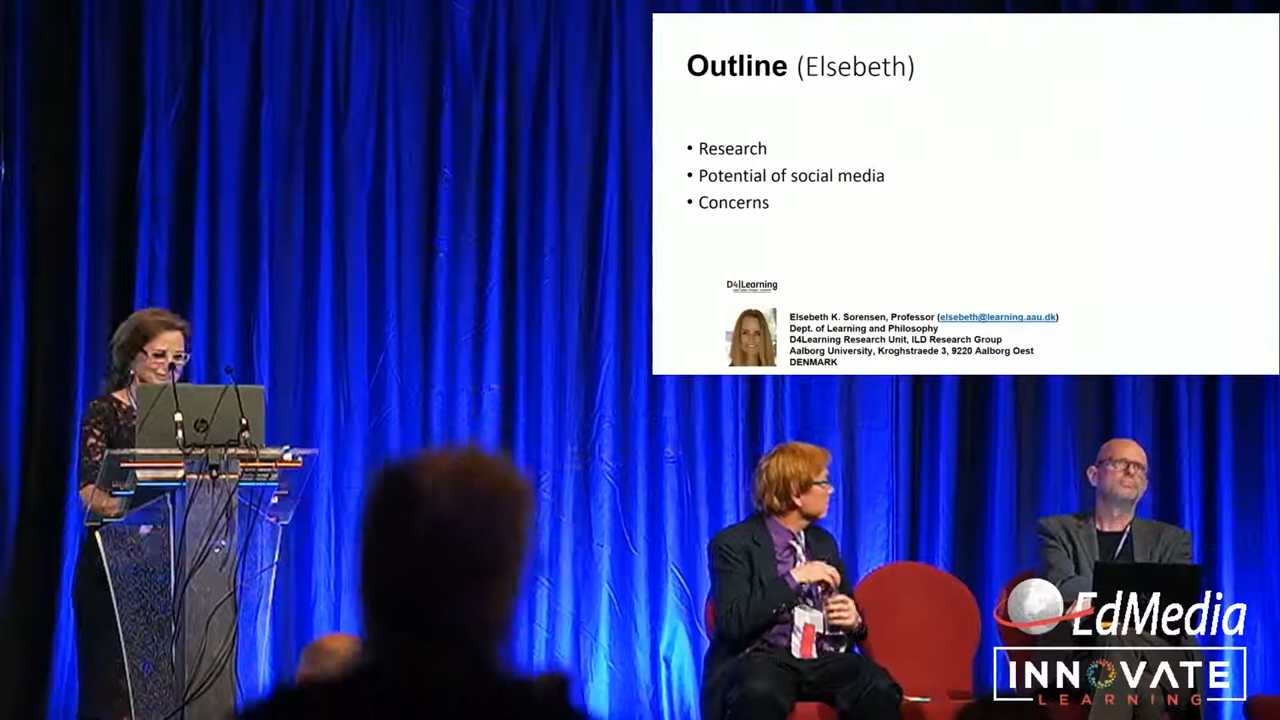 Outline (Elsebeth)
• Research
• Potential of social media
• Concerns
D4|Learning
Elsebeth K. Sorensen, Professor (elsebeth@learning.aau.dk)
Dept. of Learning and Philosophy
D4Learning Research Unit, ILD Research Group
Aalborg University, Kroghstraede 3, 9220 Aalborg Oest
DENMARK
hp
EdMedia
INNOVATE
LEARNING